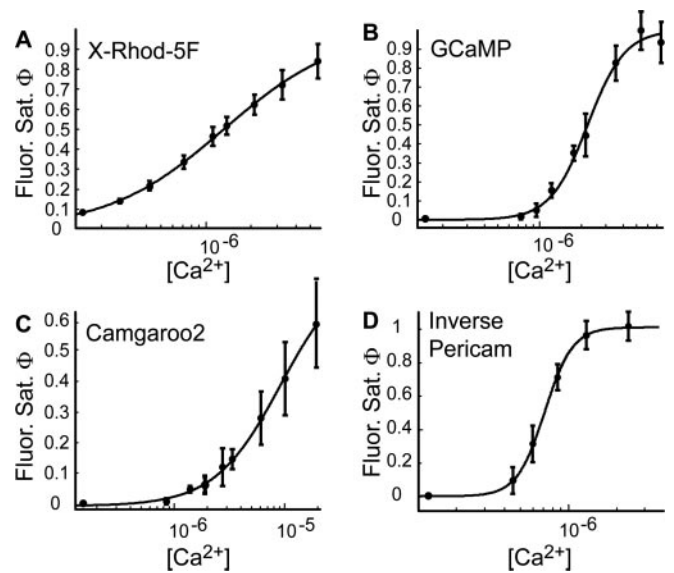 A
X-Rhod-5F
Fluor. Sat. Φ
0.9
0.8
0.7
0.6
0.5
0.4
0.3
0.2
0.1
0
10-6
[Ca2+]
B
GCaMP
Fluor. Sat. Φ
0.9
0.8
0.7
0.6
0.5
0.4
0.3
0.2
0.1
0
10-6
[Ca2+]
C
Camgaroo2
Fluor. Sat. Φ
0.6
0.5
0.4
0.3
0.2
0.1
0
10-6
10-5
[Ca2+]
D
Inverse
Pericam
Fluor. Sat. Φ
1
0.8
0.6
0.4
0.2
0
10-6
[Ca2+]